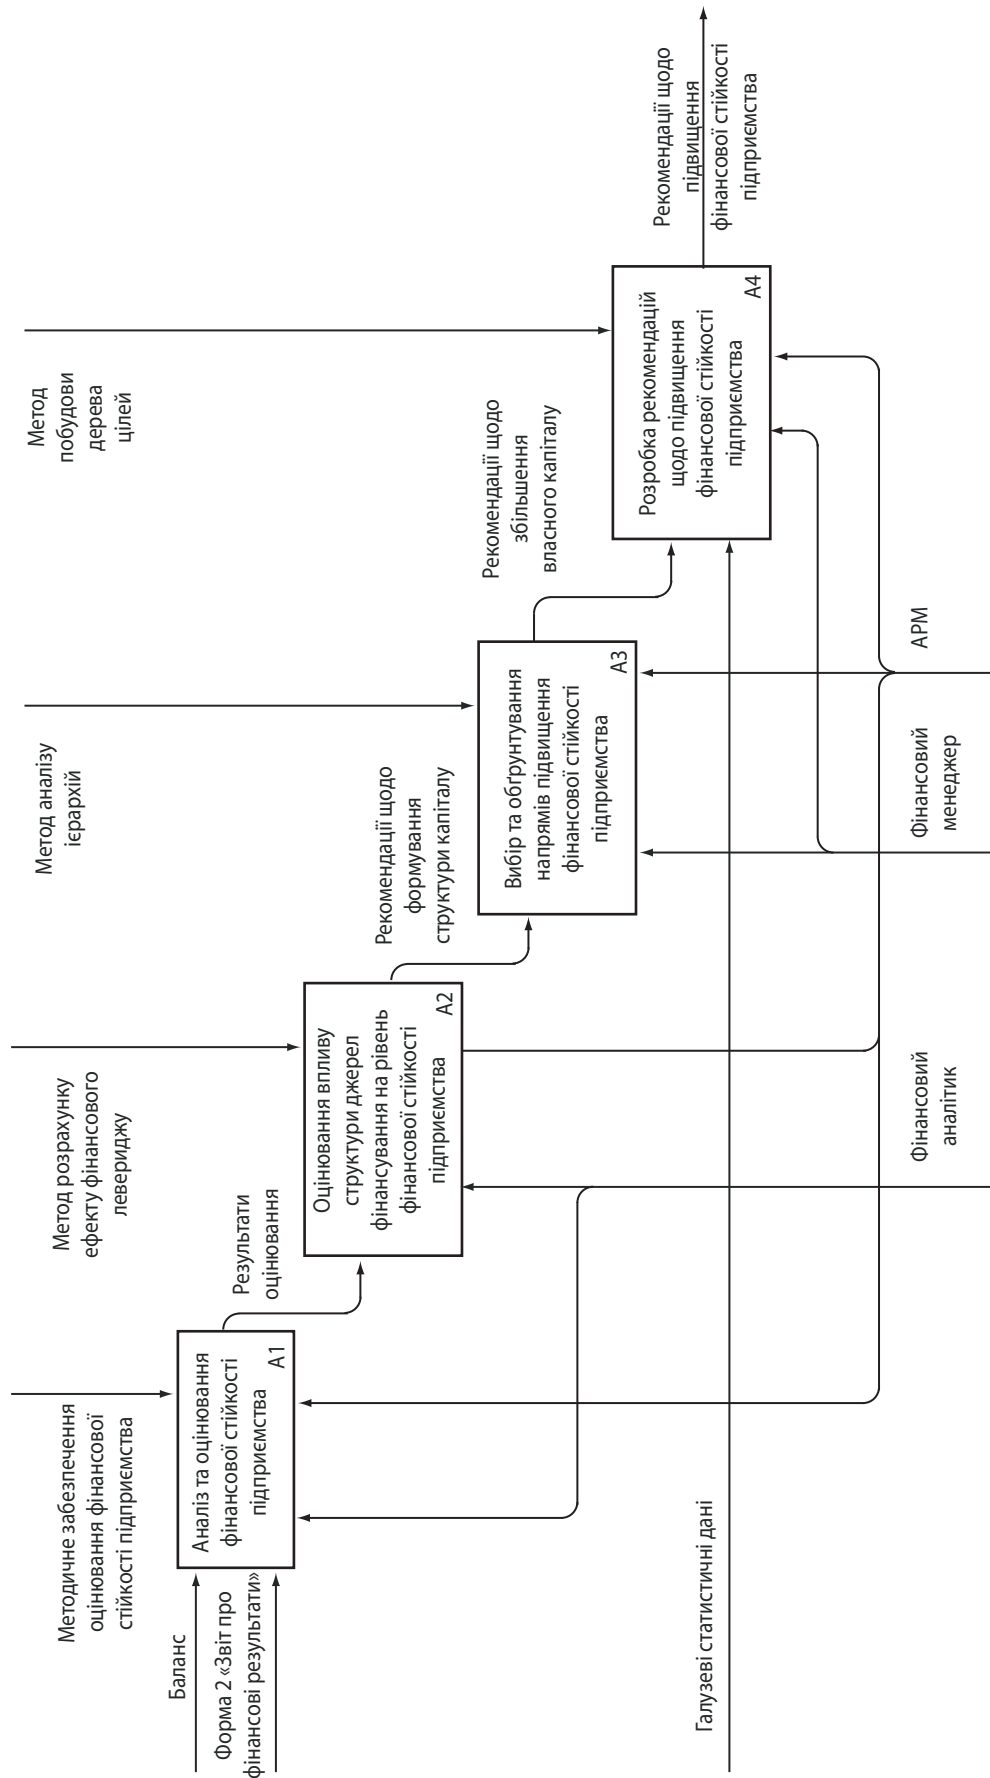 Методичне забезпечення
оцінювання фінансової
стійкості підприємства
Метод розрахунку
ефекту фінансового
левериджу
Метод аналізу
ієрархій
Метод
побудови
дерева
цілей
Баланс
Форма 2 «Звіт про
фінансові результати»
Аналіз та оцінювання
фінансової стійкості
підприємства
А1
Результати
оцінювання
Оцінювання впливу
структури джерел
фінансування на рівень
фінансової стійкості
підприємства
А2
Рекомендації щодо
формування
структури капіталу
Вибір та обґрунтування
напрямів підвищення
фінансової стійкості
підприємства
А3
Рекомендації щодо
збільшення
власного капіталу
Розробка рекомендацій
щодо підвищення
фінансової стійкості
підприємства
А4
Рекомендації щодо
підвищення
фінансової стійкості
підприємства
Галузеві статистичні дані
Фінансовий
аналітик
Фінансовий
менеджер
АРМ